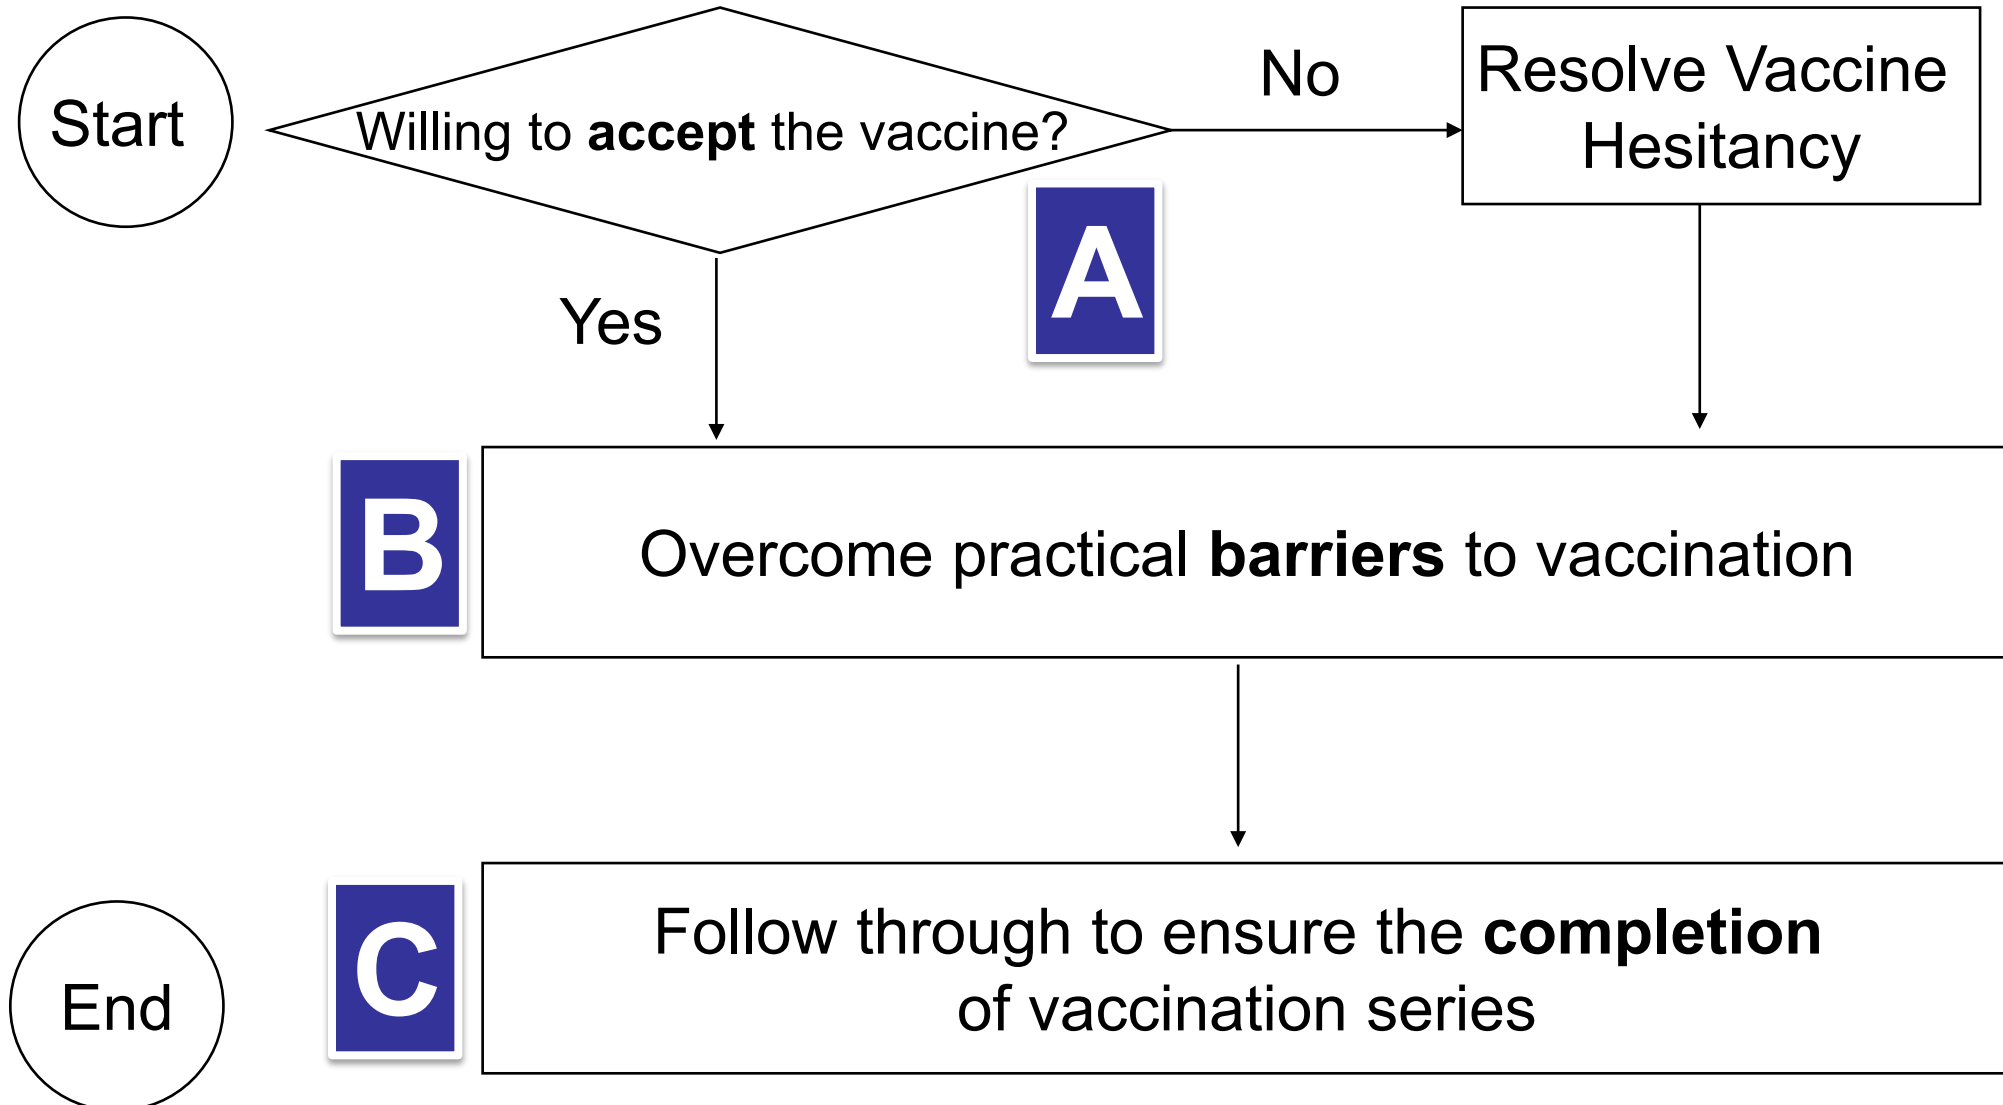 Start
Willing to accept the vaccine?
No
Resolve Vaccine
Hesitancy
A
Yes
B
Overcome practical barriers to vaccination
C
Follow through to ensure the completion
of vaccination series
End